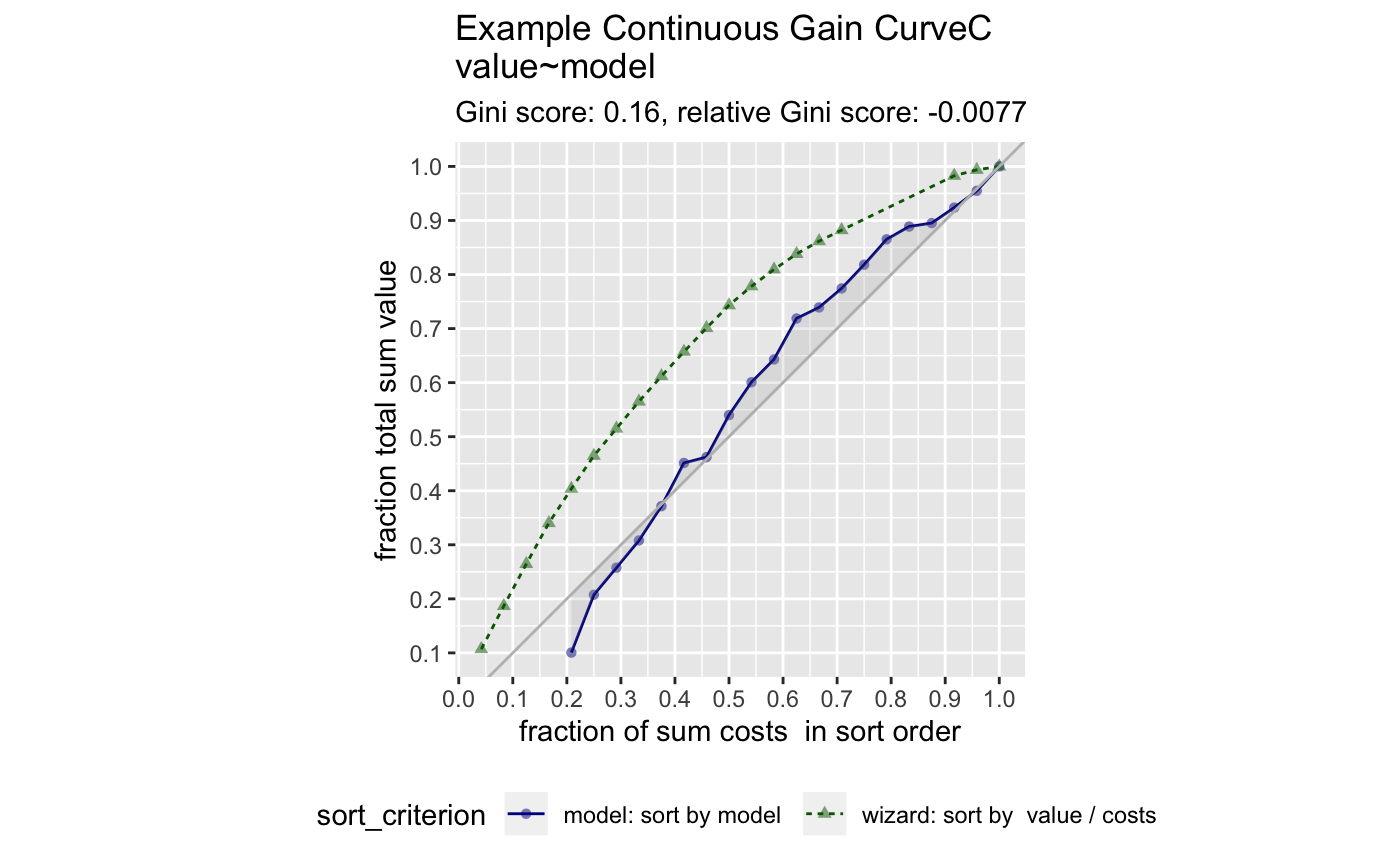 Example Continuous Gain CurveC
value~model
Gini score: 0.16, relative Gini score: -0.0077
fraction total sum value
1.0
0.9
0.8
0.7
0.6
0.5
0.4
0.3
0.2
0.1
0.0 0.1 0.2 0.3 0.4 0.5 0.6 0.7 0.8 0.9 1.0
fraction of sum costs  in sort order
sort_criterion model: sort by model wizard: sort by  value / costs